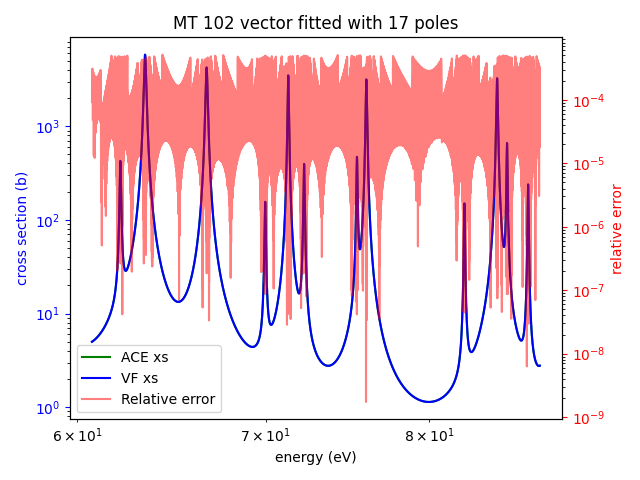 MT 102 vector fitted with 17 poles
cross section (b)
10³
10²
10¹
10⁰
10⁻⁴
10⁻⁵
10⁻⁶
10⁻⁷
10⁻⁸
10⁻⁹
relative error
ACE xs
VF xs
Relative error
6 × 10¹
7 × 10¹
8 × 10¹
energy (eV)